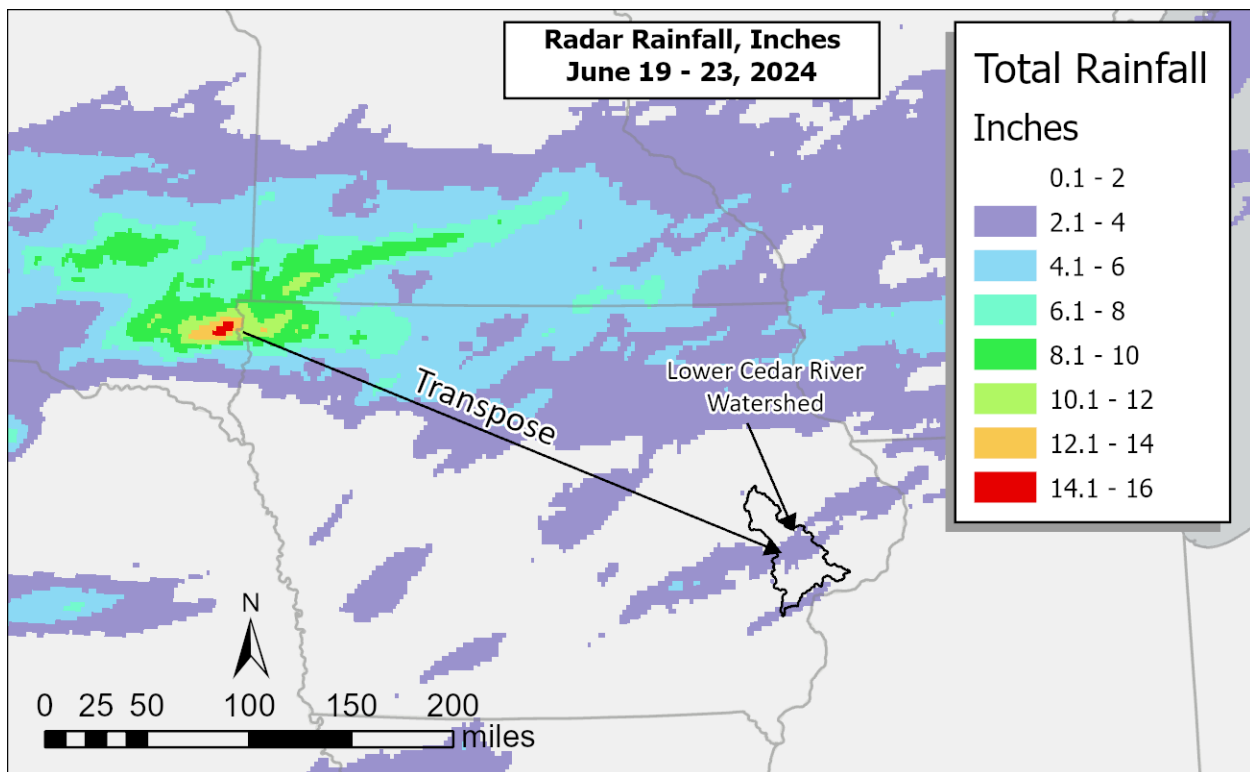 Radar Rainfall, Inches
June 19 - 23, 2024
Total Rainfall
Inches
0.1 - 2
2.1 - 4
4.1 - 6
6.1 - 8
8.1 - 10
10.1 - 12
12.1 - 14
14.1 - 16
Transpose
Lower Cedar River
Watershed
N
0 25 50 100 150 200
miles